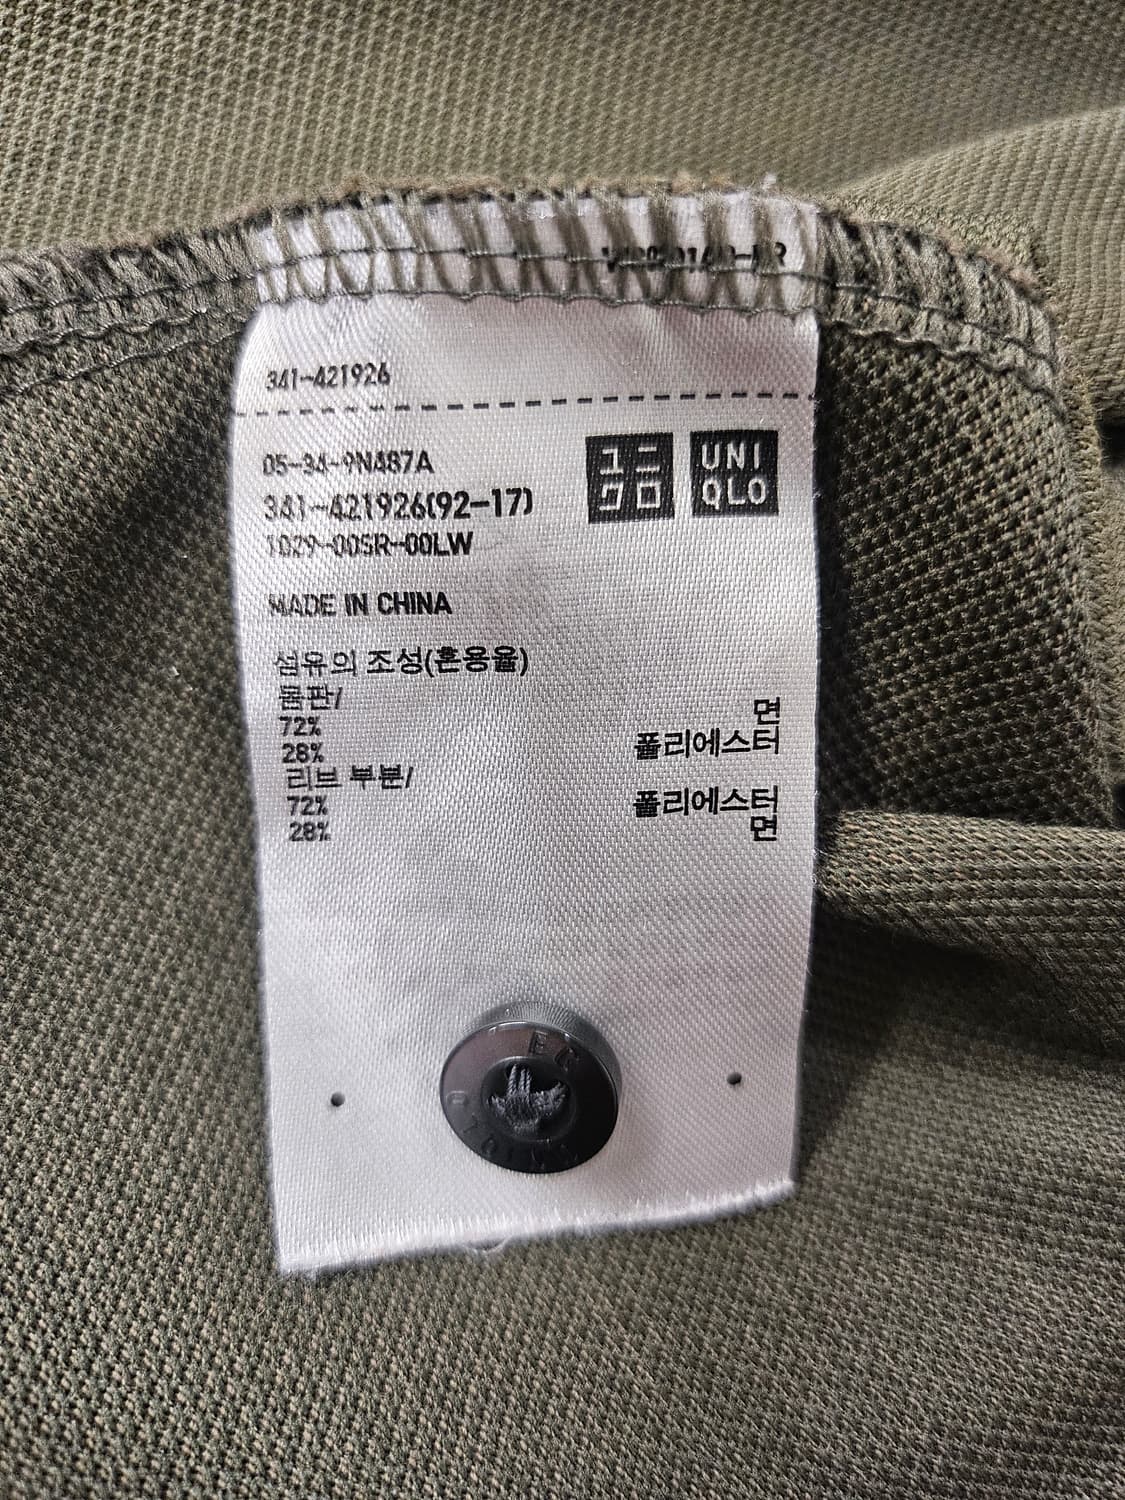 341-421926
05-34-9N487A
ユニ
クロ
UNI
QLO
341-421926(92-17)
1029-00SR-00LW
MADE IN CHINA
섬유의 조성(혼용율)
몸판/
72% 면
28% 폴리에스터
리브 부분/
72% 폴리에스터
28% 면